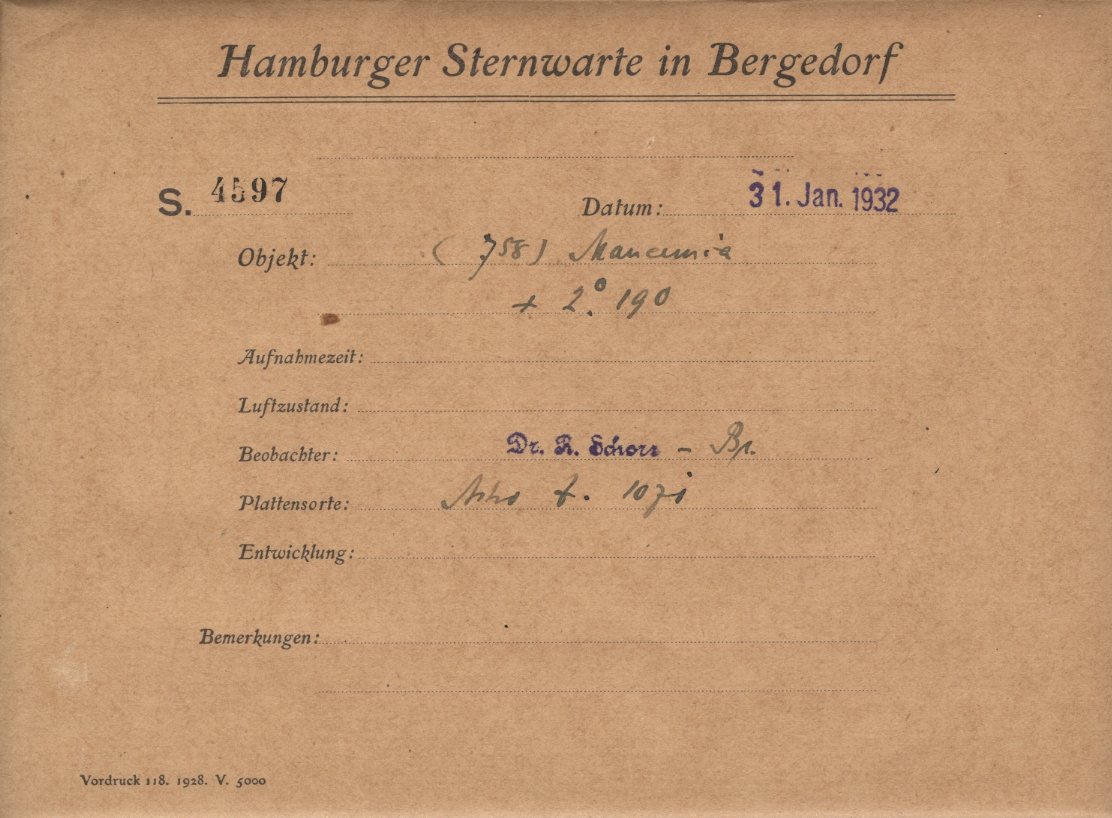 Hamburger Sternwarte in Bergedorf
S. 4597 Datum: 31. Jan. 1932
Objekt: (758) Mancunia
+ 2.° 190
Aufnahmezeit:
Luftzustand:
Beobachter: Dr. R. Schorr – Br.
Plattensorte: Astro
Entwicklung:
Bemerkungen:
Vordruck 118. 1928. V. 5000